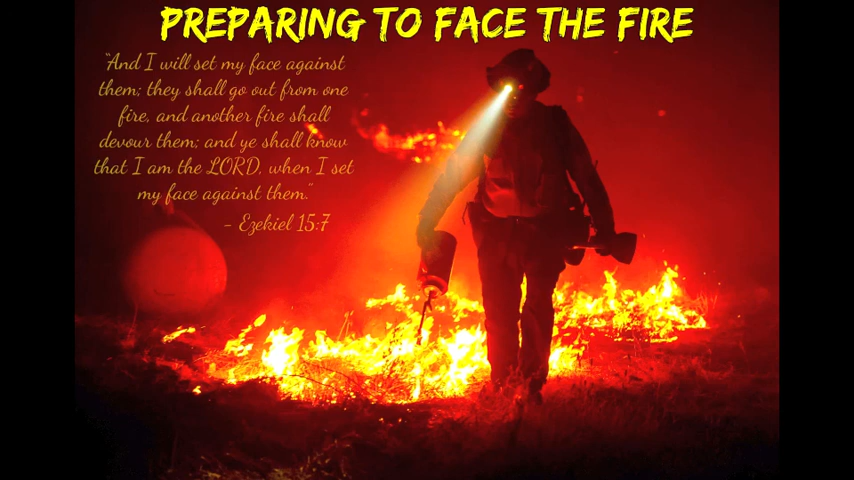 PREPARING TO FACE THE FIRE
"And I will set my face against
them; they shall go out from one
fire, and another fire shall
devour them; and ye shall know
that I am the LORD, when I set
my face against them."
- Ezekiel 15:7